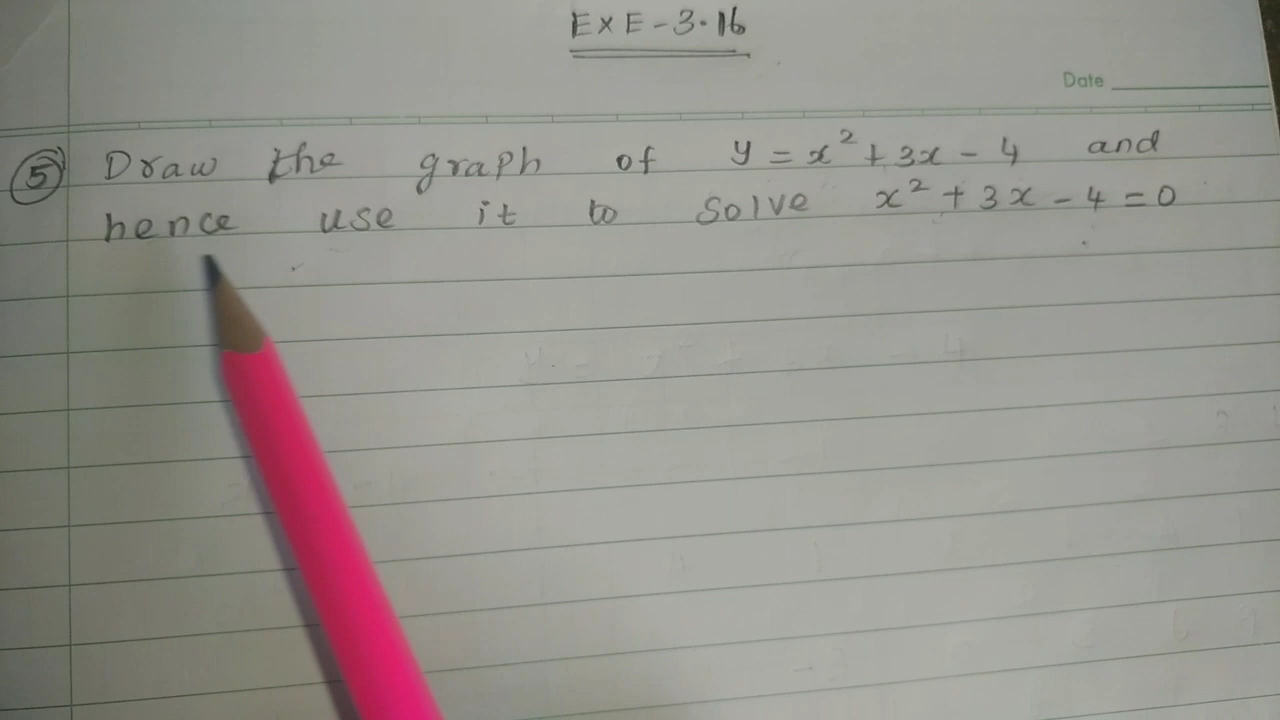 EXE-3.16
Date
5 Draw the graph of y = x² + 3x - 4 and
hence use it to solve x² + 3x - 4 = 0